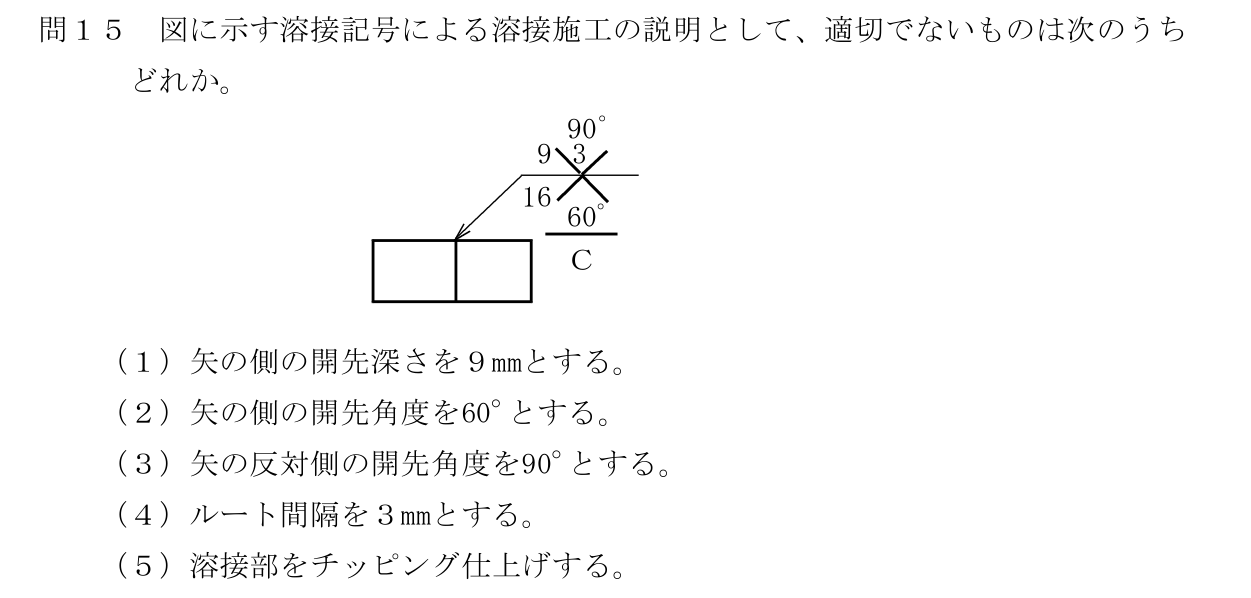 問１５　図に示す溶接記号による溶接施工の説明として、適切でないものは次のうち
どれか。
90°
9 3
16
60°
C
（１）矢の側の開先深さを９㎜とする。
（２）矢の側の開先角度を60°とする。
（３）矢の反対側の開先角度を90°とする。
（４）ルート間隔を３㎜とする。
（５）溶接部をチッピング仕上げする。